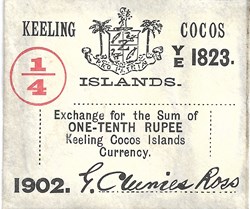 KEELING COCOS
1/4
YE 1823.
ISLANDS.
Exchange for the Sum of
ONE-TENTH RUPEE
Keeling Cocos Islands
Currency.
1902. G. Clunies Ross